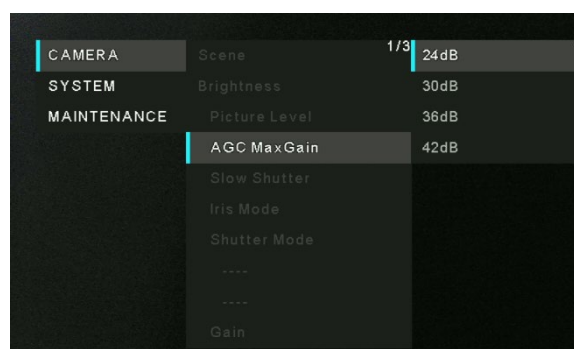 CAMERA
SYSTEM
MAINTENANCE
Scene
1/3
Brightness
Picture Level
AGC MaxGain
Slow Shutter
Iris Mode
Shutter Mode
----
----
Gain
24dB
30dB
36dB
42dB